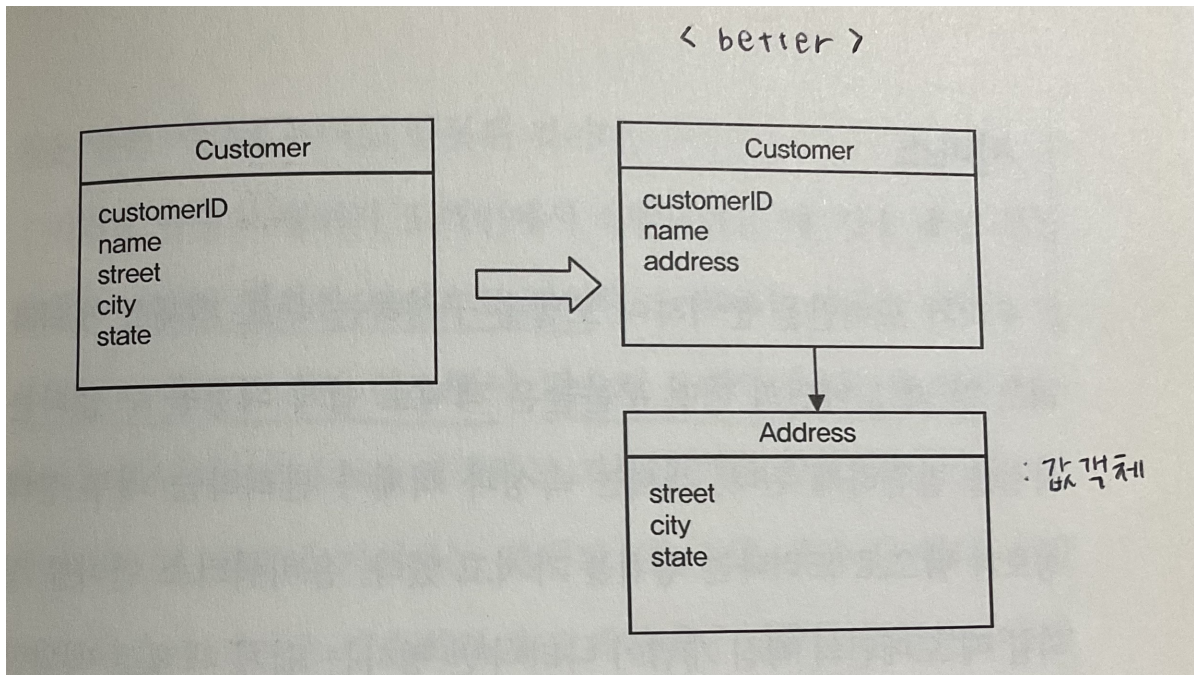 < better >
Customer
customerID
name
street
city
state
Customer
customerID
name
address
Address
street
city
state
: 값객체